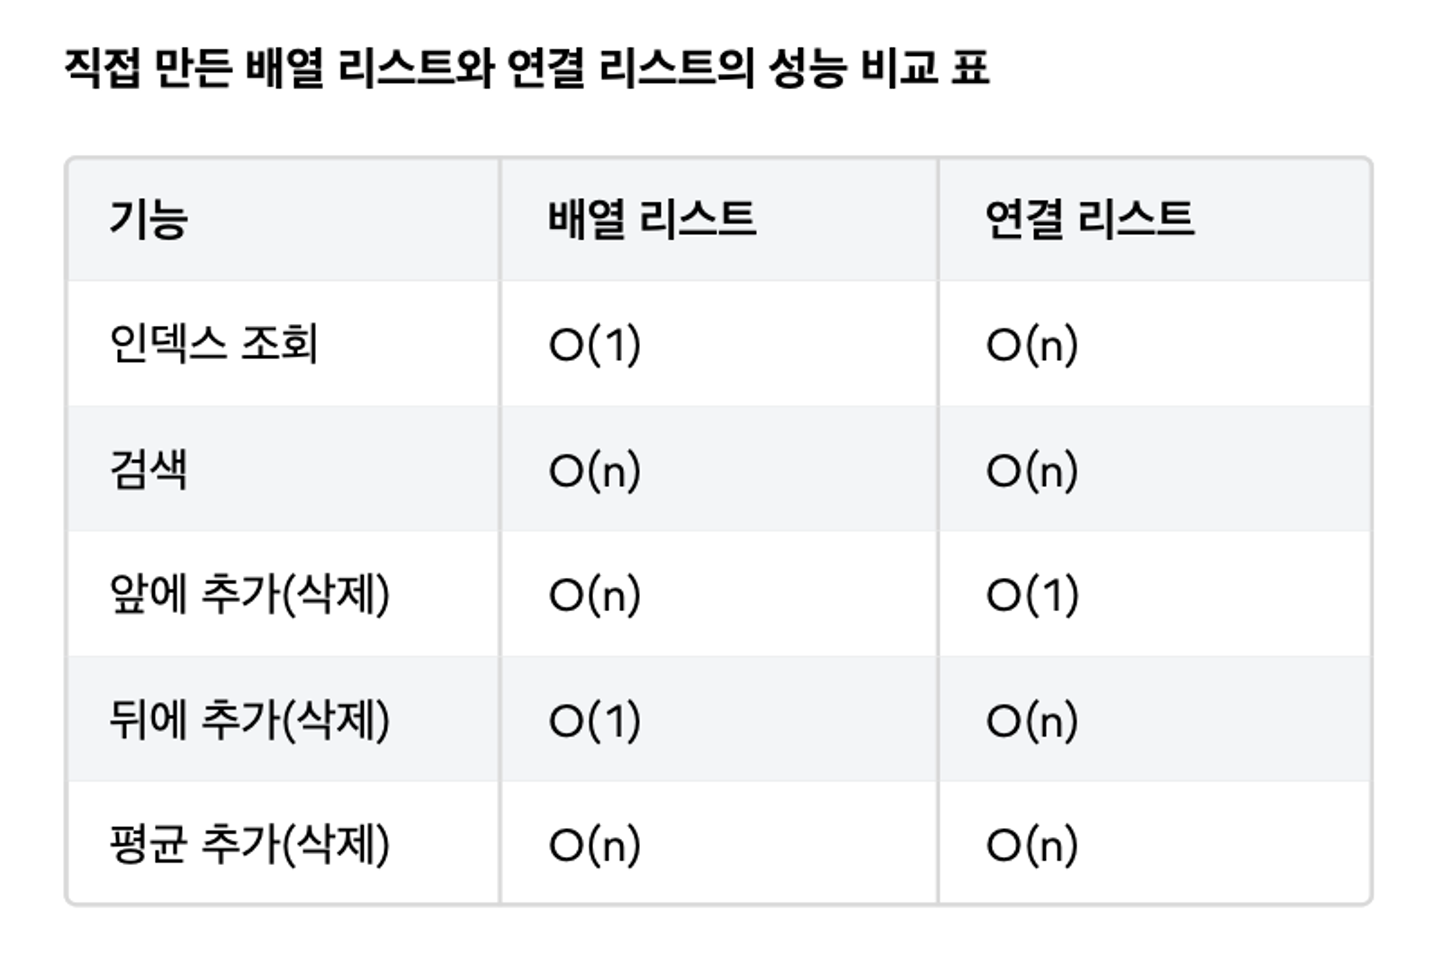 직접 만든 배열 리스트와 연결 리스트의 성능 비교 표
기능 배열 리스트 연결 리스트
인덱스 조회 O(1) O(n)
검색 O(n) O(n)
앞에 추가(삭제) O(n) O(1)
뒤에 추가(삭제) O(1) O(n)
평균 추가(삭제) O(n) O(n)